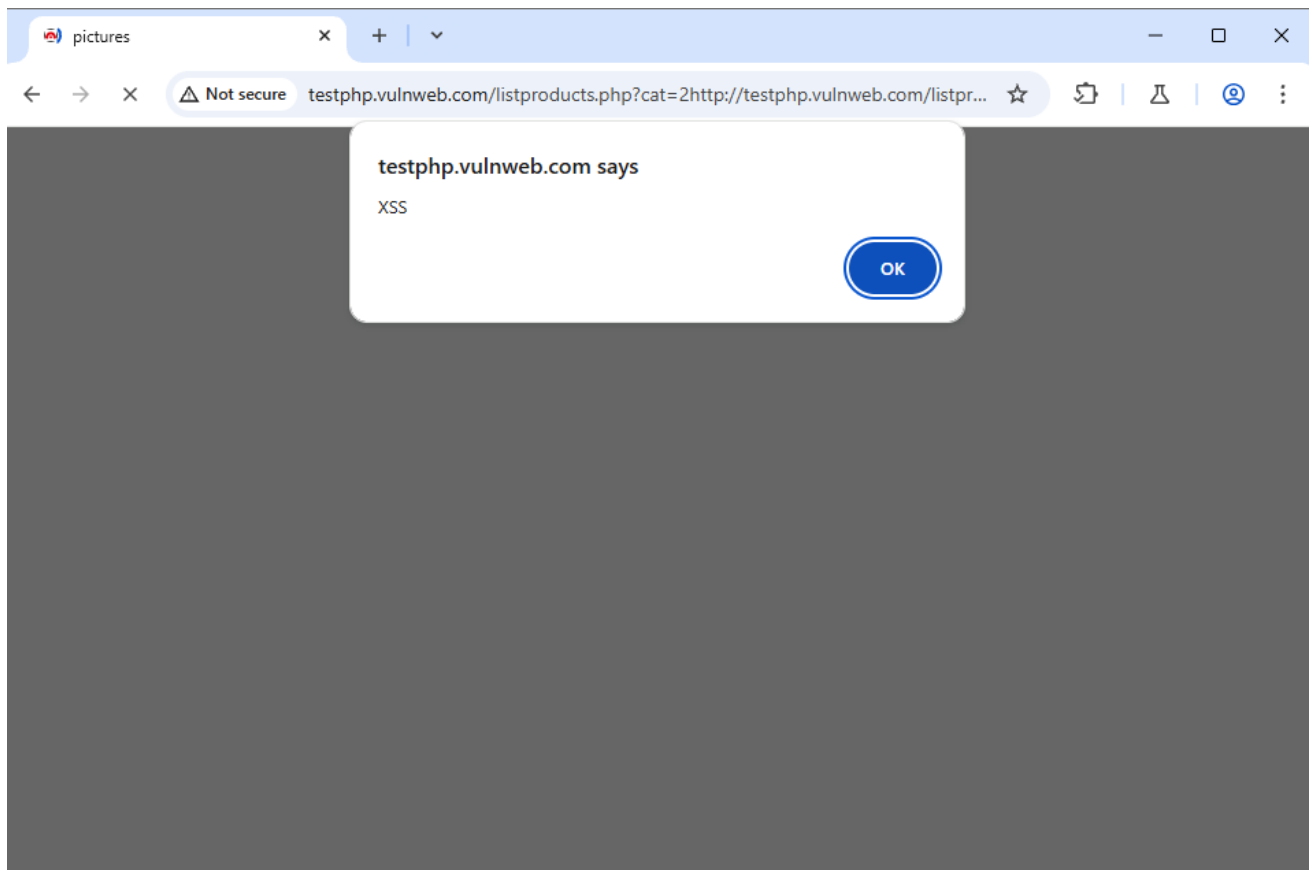 pictures
Not secure testphp.vulnweb.com/listproducts.php?cat=2http://testphp.vulnweb.com/listpr...
testphp.vulnweb.com says
XSS
OK